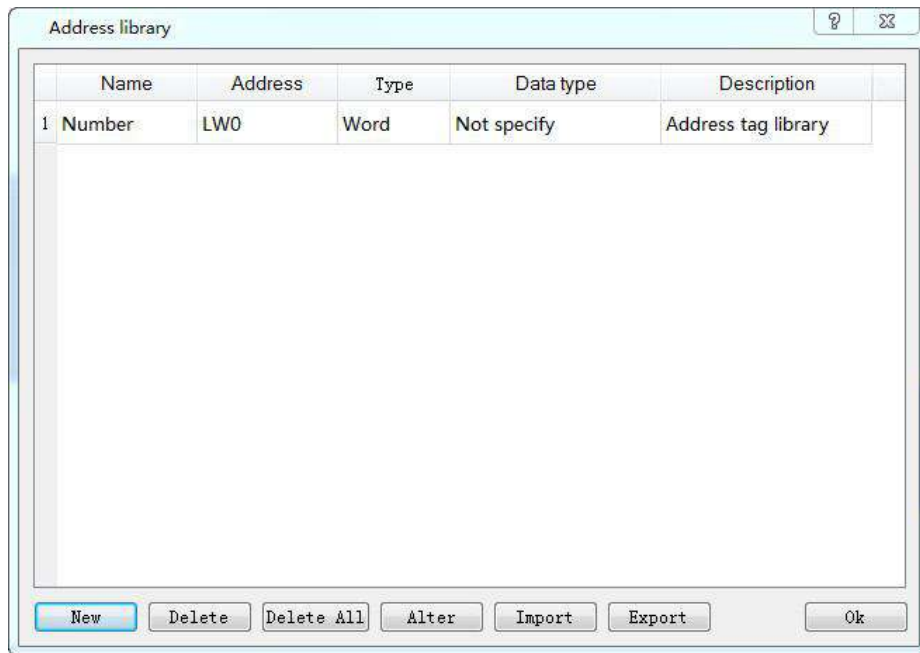 Address library
Name Address Type Data type Description
1 Number LW0 Word Not specify Address tag library
New Delete Delete All Alter Import Export Ok